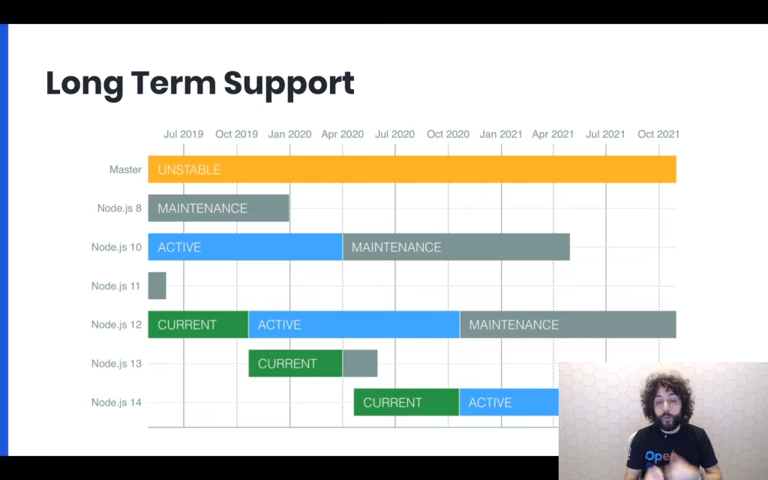 Long Term Support
Jul 2019 Oct 2019 Jan 2020 Apr 2020 Jul 2020 Oct 2020 Jan 2021 Apr 2021 Jul 2021 Oct 2021
Master UNSTABLE
Node.js 8 MAINTENANCE
Node.js 10 ACTIVE MAINTENANCE
Node.js 11
Node.js 12 CURRENT ACTIVE MAINTENANCE
Node.js 13 CURRENT
Node.js 14 CURRENT ACTIVE
Open